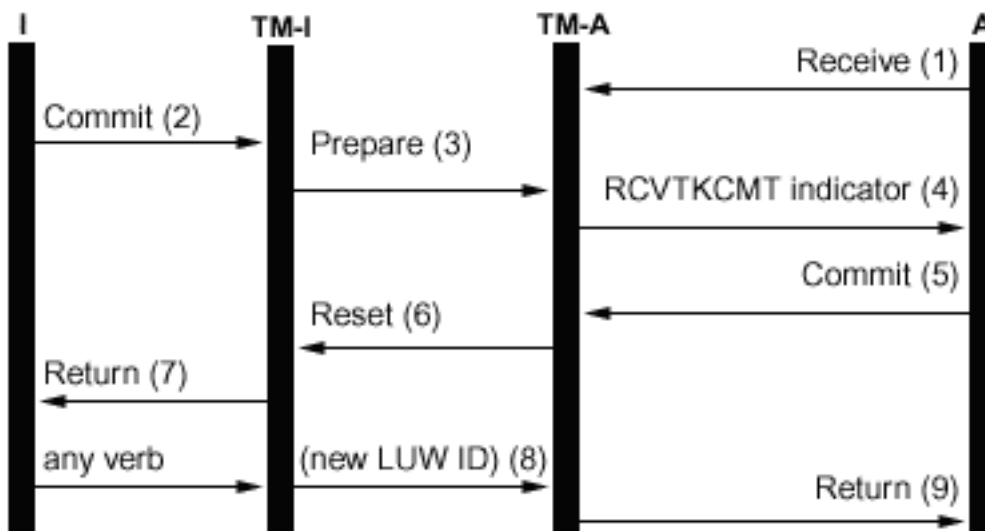 I TM-I TM-A A
Receive (1)
Commit (2)
Prepare (3)
RCVTKCMT indicator (4)
Commit (5)
Reset (6)
Return (7)
any verb (new LUW ID) (8)
Return (9)